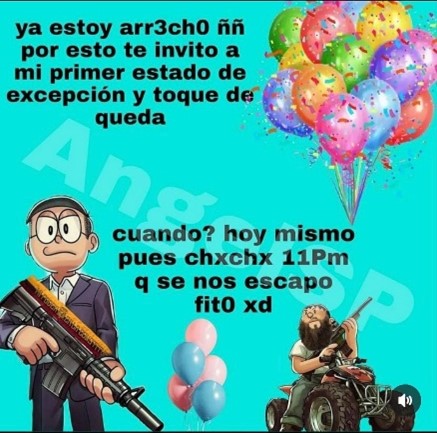 ya estoy arr3ch0 ññ
por esto te invito a
mi primer estado de
excepción y toque de
queda
AngelSP
cuando? hoy mismo
pues chxchx 11Pm
q se nos escapo
fit0 xd